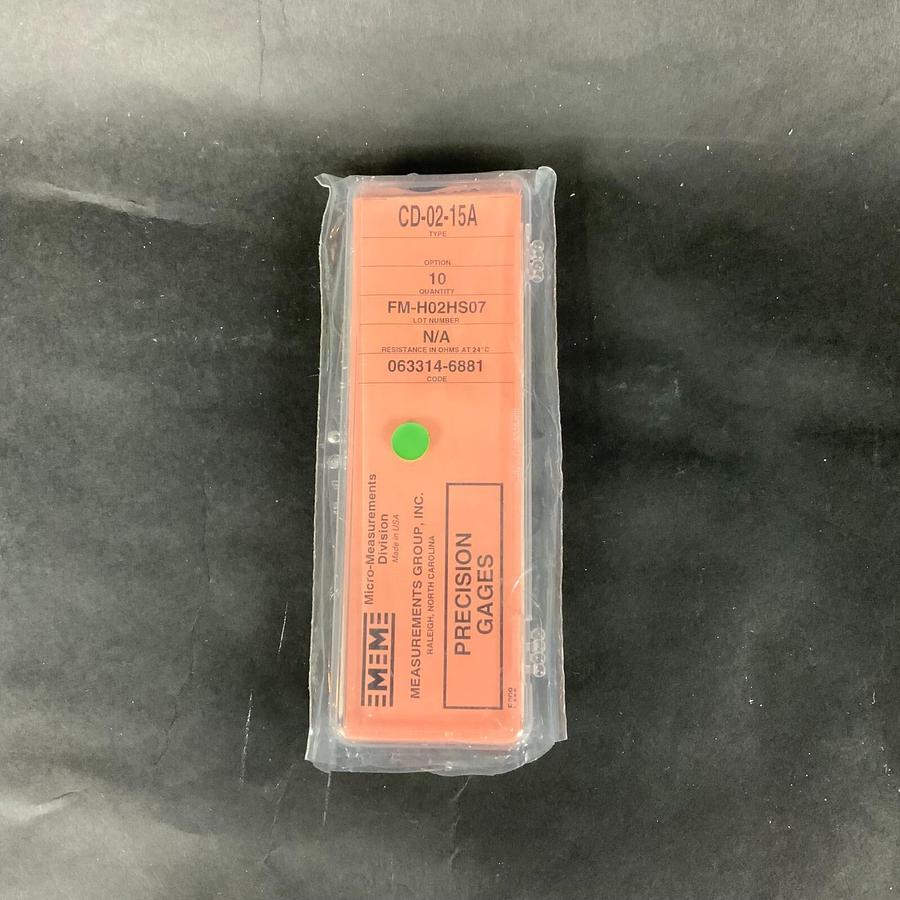 CD-02-15A
TYPE
OPTION
10
QUANTITY
FM-H02HS07
LOT NUMBER
N/A
RESISTANCE IN OHMS AT 24°C
063314-6881
CODE
Micro-Measurements
Division
Made in USA
MM
MEASUREMENTS GROUP, INC.
RALEIGH, NORTH CAROLINA
PRECISION
GAGES